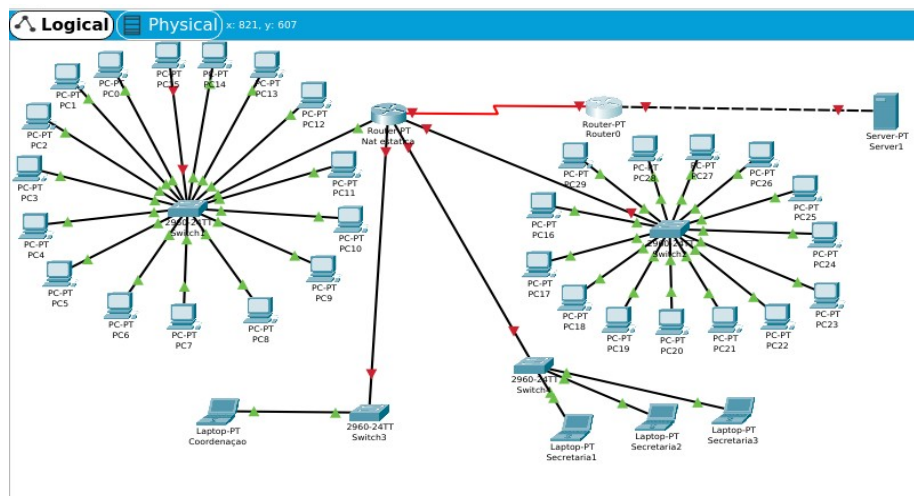 Logical
Physical
x: 821, y: 607
PC-PT
PC1
PC-PT
PC0
PC-PT
PC15
PC-PT
PC14
PC-PT
PC13
PC-PT
PC12
PC-PT
PC2
PC-PT
PC3
PC-PT
PC4
PC-PT
PC5
PC-PT
PC6
PC-PT
PC7
PC-PT
PC8
PC-PT
PC9
PC-PT
PC10
PC-PT
PC11
2960-24TT
Switch1
Router-PT
Nat estatica
Router-PT
Router0
Server-PT
Server1
PC-PT
PC29
PC-PT
PC28
PC-PT
PC27
PC-PT
PC26
PC-PT
PC25
PC-PT
PC24
PC-PT
PC23
PC-PT
PC22
PC-PT
PC21
PC-PT
PC20
PC-PT
PC19
PC-PT
PC18
PC-PT
PC17
PC-PT
PC16
2960-24TT
Switch2
2960-24TT
Laptop-PT
Coordenaçao
2960-24TT
Switch3
Laptop-PT
Secretaria1
Laptop-PT
Secretaria2
Laptop-PT
Secretaria3